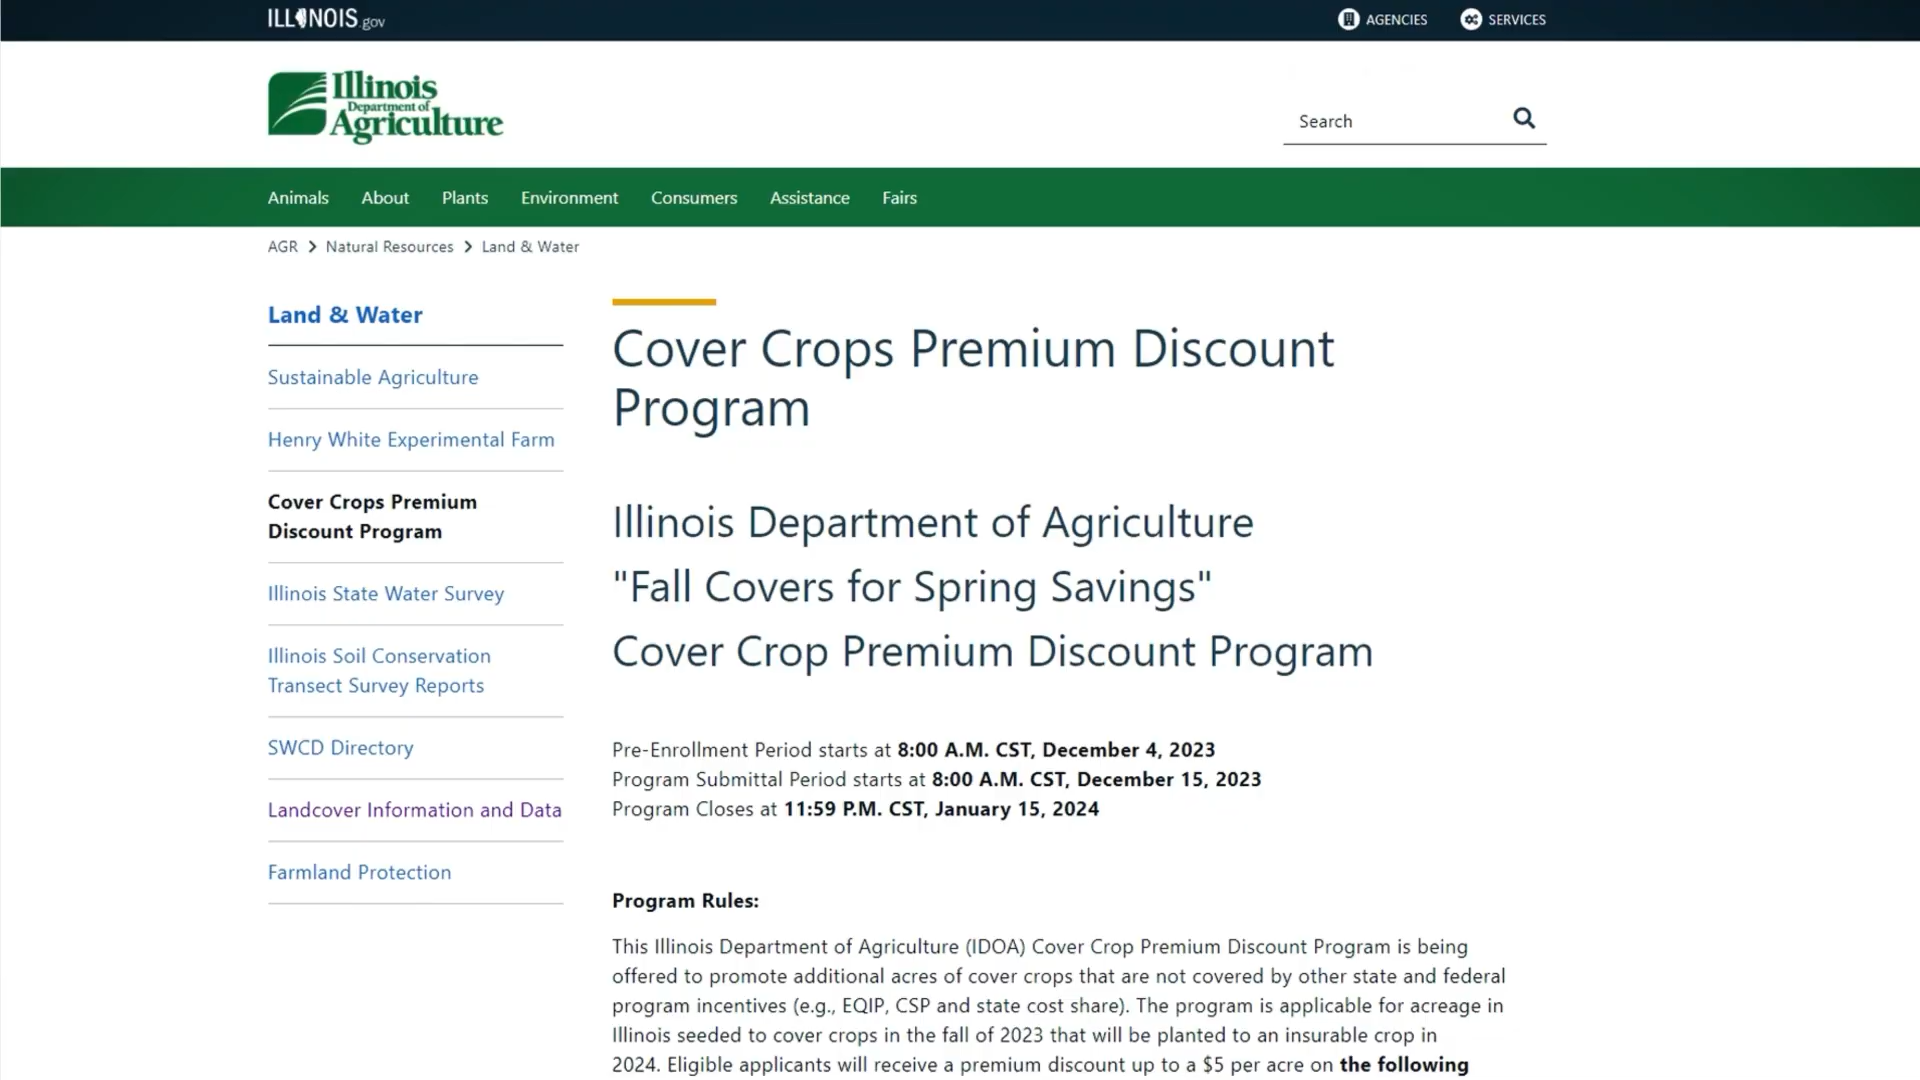 ILLINOIS.gov
AGENCIES
SERVICES
Illinois
Department of
Agriculture
Search
Animals
About
Plants
Environment
Consumers
Assistance
Fairs
AGR > Natural Resources > Land & Water
Land & Water
Sustainable Agriculture
Henry White Experimental Farm
Cover Crops Premium
Discount Program
Illinois State Water Survey
Illinois Soil Conservation
Transect Survey Reports
SWCD Directory
Landcover Information and Data
Farmland Protection
Cover Crops Premium Discount
Program
Illinois Department of Agriculture
"Fall Covers for Spring Savings"
Cover Crop Premium Discount Program
Pre-Enrollment Period starts at 8:00 A.M. CST, December 4, 2023
Program Submittal Period starts at 8:00 A.M. CST, December 15, 2023
Program Closes at 11:59 P.M. CST, January 15, 2024
Program Rules:
This Illinois Department of Agriculture (IDOA) Cover Crop Premium Discount Program is being
offered to promote additional acres of cover crops that are not covered by other state and federal
program incentives (e.g., EQIP, CSP and state cost share). The program is applicable for acreage in
Illinois seeded to cover crops in the fall of 2023 that will be planted to an insurable crop in
2024. Eligible applicants will receive a premium discount up to a $5 per acre on the following